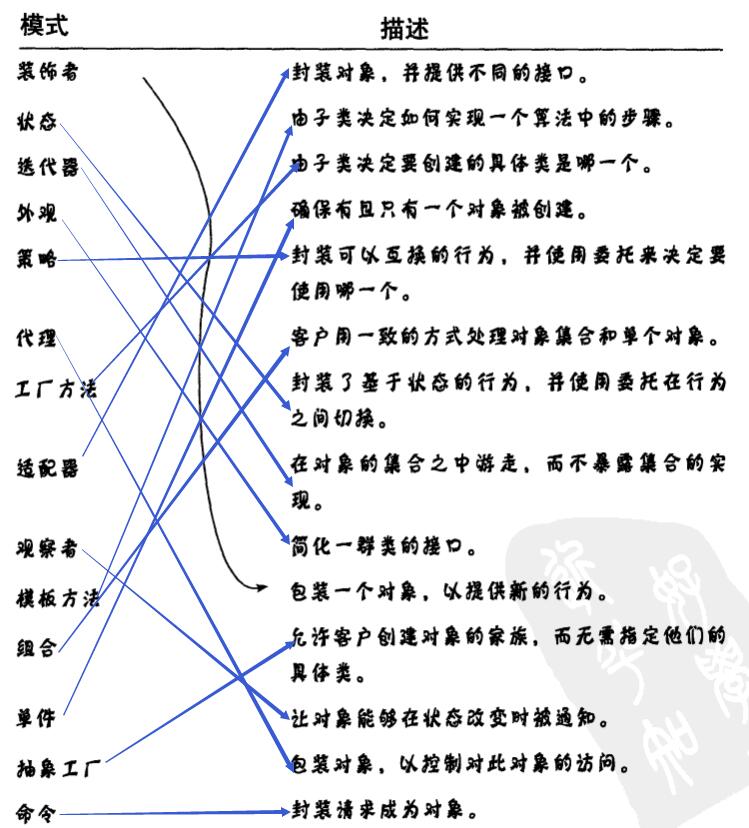 模式 描述
装饰者 封装对象，并提供不同的接口。
状态 由子类决定如何实现一个算法中的步骤。
迭代器 由子类决定要创建的具体类是哪一个。
外观 确保有且只有一个对象被创建。
策略 封装可以互换的行为，并使用委托来决定要
使用哪一个。
代理 客户用一致的方式处理对象集合和单个对象。
工厂方法 封装了基于状态的行为，并使用委托在行为
之间切换。
适配器 在对象的集合之中游走，而不暴露集合的实
现。
观察者 简化一群类的接口。
模板方法 包装一个对象，以提供新的行为。
组合 允许客户创建对象的家族，而无需指定他们的
具体类。
单件 让对象能够在状态改变时被通知。
抽象工厂 包装对象，以控制对此对象的访问。
命令 封装请求成为对象。